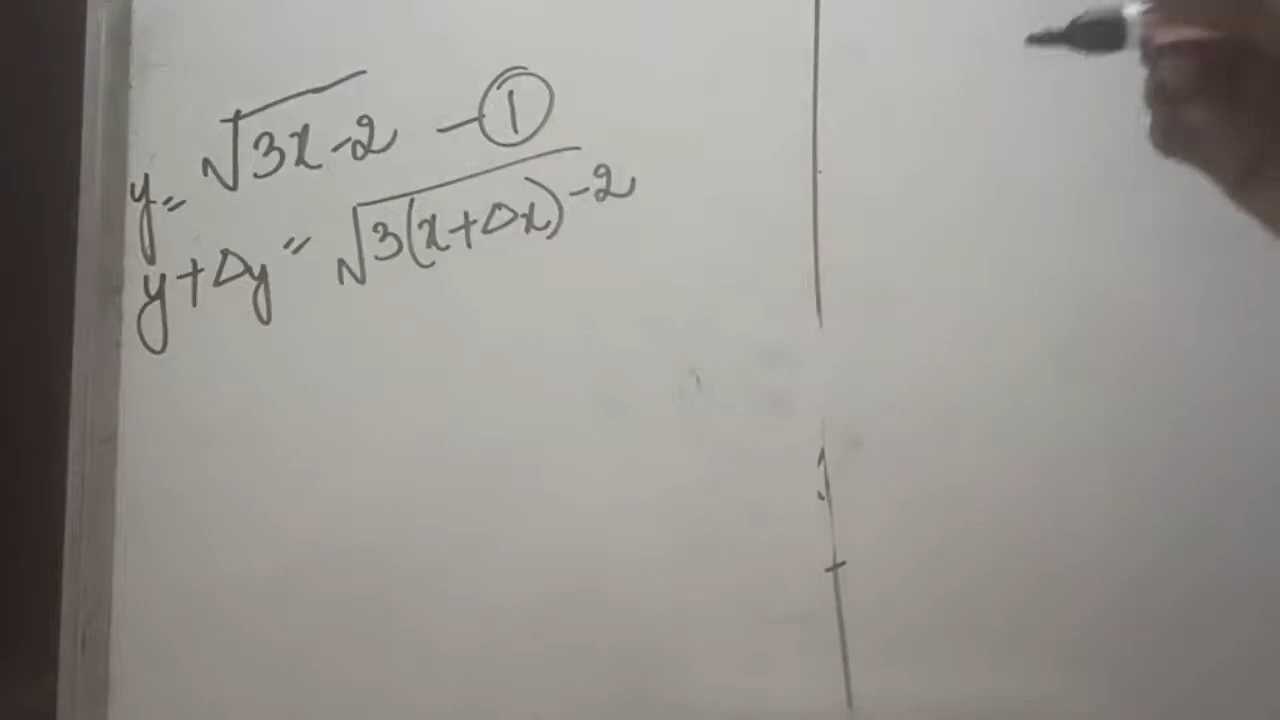 y = √3x-2 — ①
y+Δy = √3(x+Δx)-2